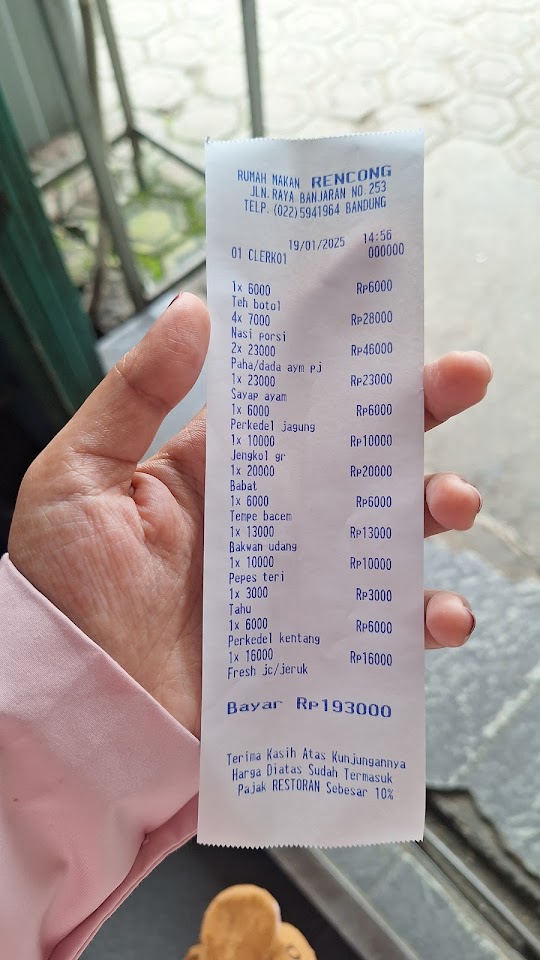 RUMAH MAKAN RENCONG
JLN.RAYA BANJARAN NO.253
TELP.(022)5941964 BANDUNG
19/01/2025 14:56
01 CLERK01 000000
1x 6000 Rp6000
Teh botol
4x 7000 Rp28000
Nasi porsi
2x 23000 Rp46000
Paha/dada aym pj
1x 23000 Rp23000
Sayap ayam
1x 6000 Rp6000
Perkedel jagung
1x 10000 Rp10000
Jengkol gr
1x 20000 Rp20000
Babat
1x 6000 Rp6000
Tempe bacem
1x 13000 Rp13000
Bakwan udang
1x 10000 Rp10000
Pepes teri
1x 3000 Rp3000
Tahu
1x 6000 Rp6000
Perkedel kentang
1x 16000 Rp16000
Fresh jc/jeruk
Bayar Rp193000
Terima Kasih Atas Kunjungannya
Harga Diatas Sudah Termasuk
Pajak RESTORAN Sebesar 10%